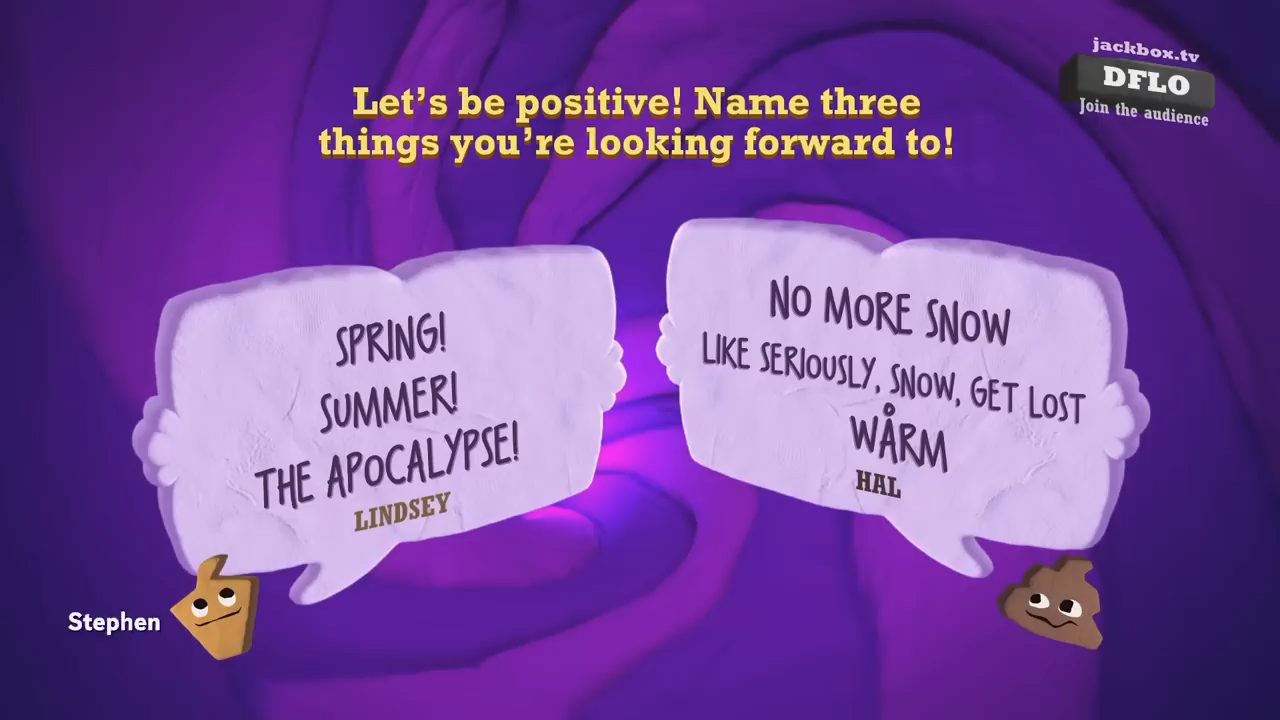 jackbox.tv
DFLO
Join the audience
Let's be positive! Name three
things you're looking forward to!
SPRING!
SUMMER!
THE APOCALYPSE!
LINDSEY
NO MORE SNOW
LIKE SERIOUSLY, SNOW, GET LOST
WÅRM
HAL
Stephen